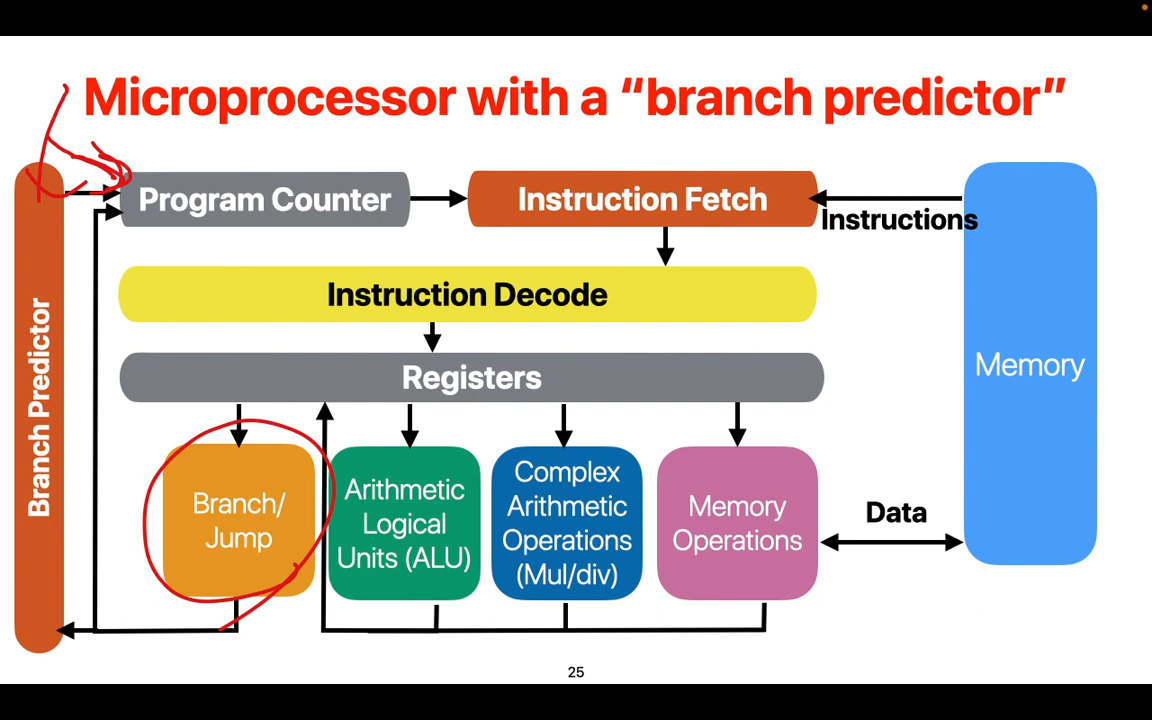 Microprocessor with a “branch predictor”
Branch Predictor
Program Counter
Instruction Fetch
Instructions
Memory
Instruction Decode
Registers
Branch/
Jump
Arithmetic
Logical
Units (ALU)
Complex
Arithmetic
Operations
(Mul/div)
Memory
Operations
Data
25